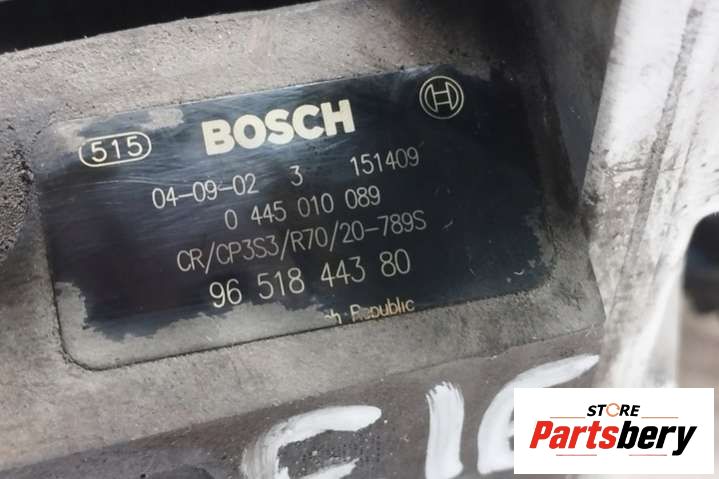 515 BOSCH
04-09-02 3 151409
0 445 010 089
CR/CP3S3/R70/20-789S
96 518 443 80
Republic
STORE
Partsbery